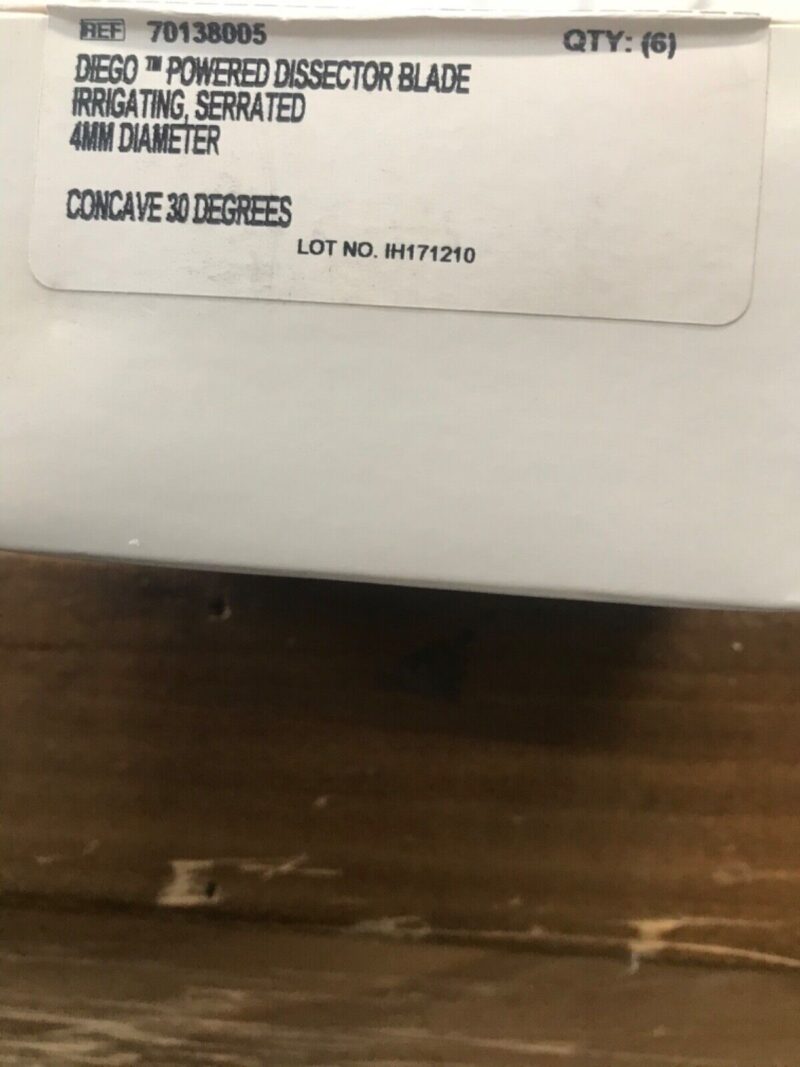 REF 70138005 QTY: (6)
DIEGO ™ POWERED DISSECTOR BLADE
IRRIGATING, SERRATED
4MM DIAMETER
CONCAVE 30 DEGREES
LOT NO. IH171210